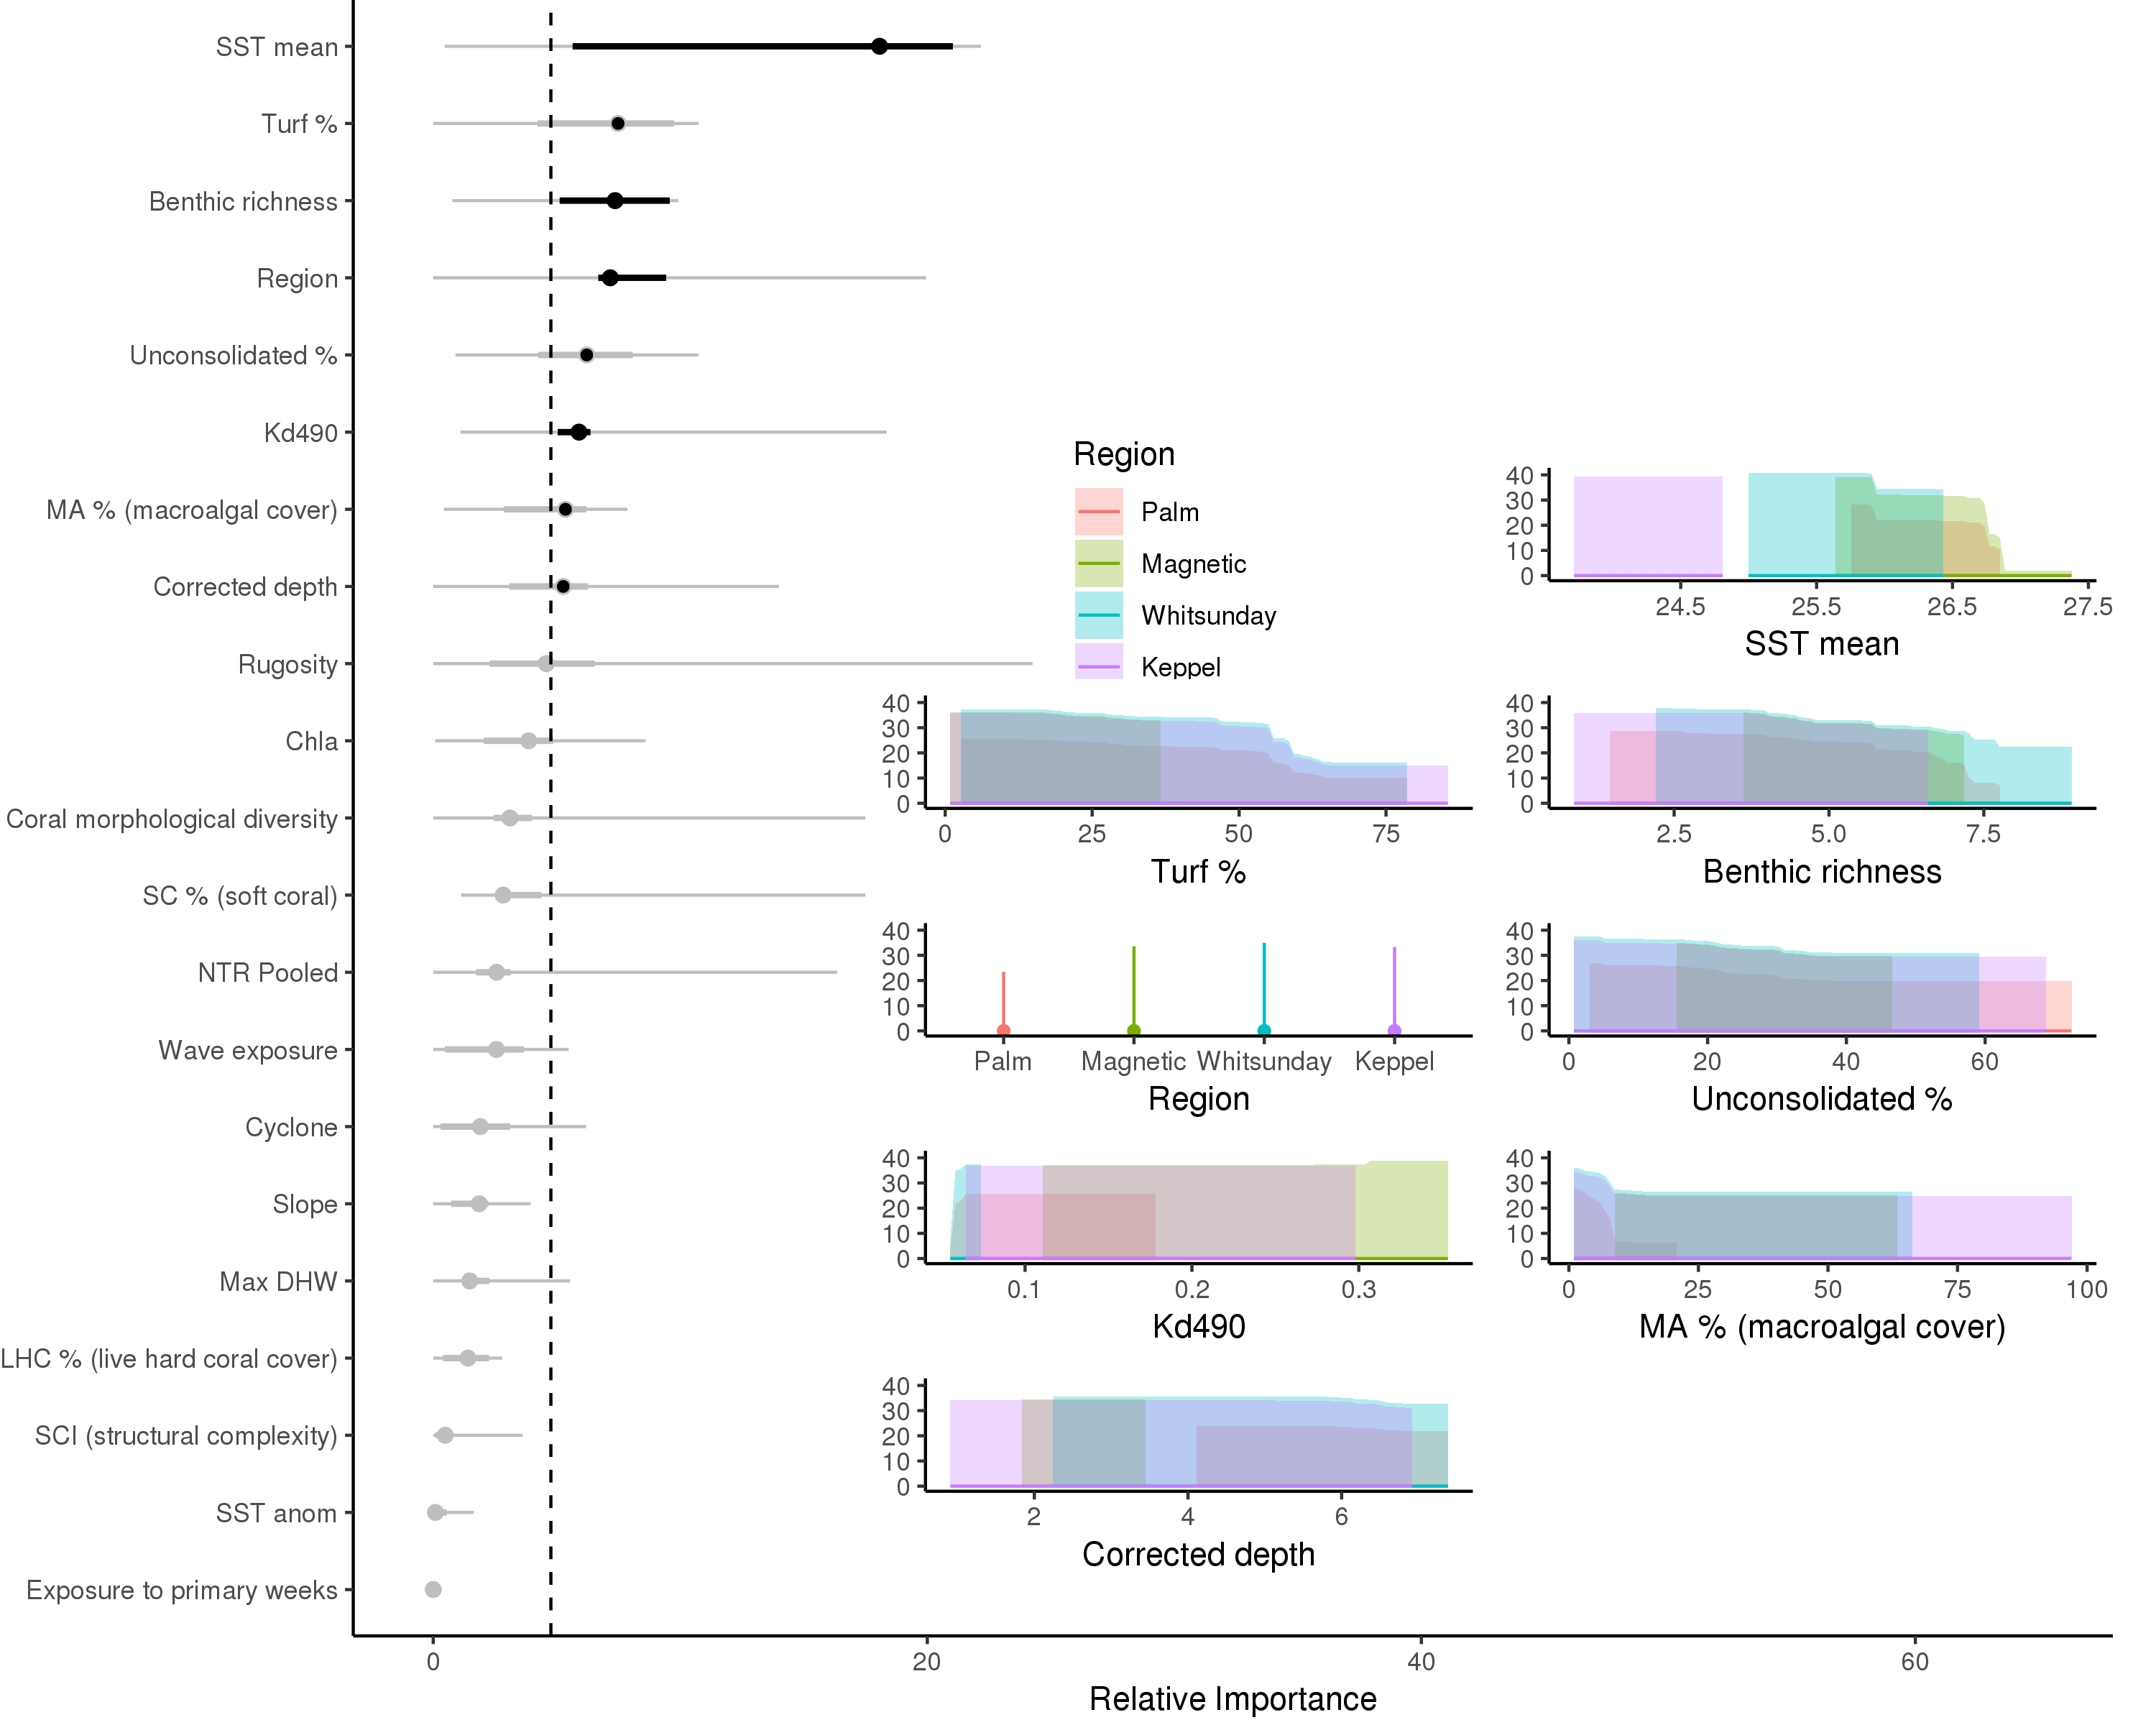 SST mean
Turf %
Benthic richness
Region
Unconsolidated %
Kd490
MA % (macroalgal cover)
Corrected depth
Rugosity
Chla
Coral morphological diversity
SC % (soft coral)
NTR Pooled
Wave exposure
Cyclone
Slope
Max DHW
LHC % (live hard coral cover)
SCI (structural complexity)
SST anom
Exposure to primary weeks
0 20 40 60
Relative Importance
Region
Palm
Magnetic
Whitsunday
Keppel
40
30
20
10
0
24.5 25.5 26.5 27.5
SST mean
40
30
20
10
0
0 25 50 75
Turf %
40
30
20
10
0
2.5 5.0 7.5
Benthic richness
40
30
20
10
0
Palm Magnetic Whitsunday Keppel
Region
40
30
20
10
0
0 20 40 60
Unconsolidated %
40
30
20
10
0
0.1 0.2 0.3
Kd490
40
30
20
10
0
0 25 50 75 100
MA % (macroalgal cover)
40
30
20
10
0
2 4 6
Corrected depth